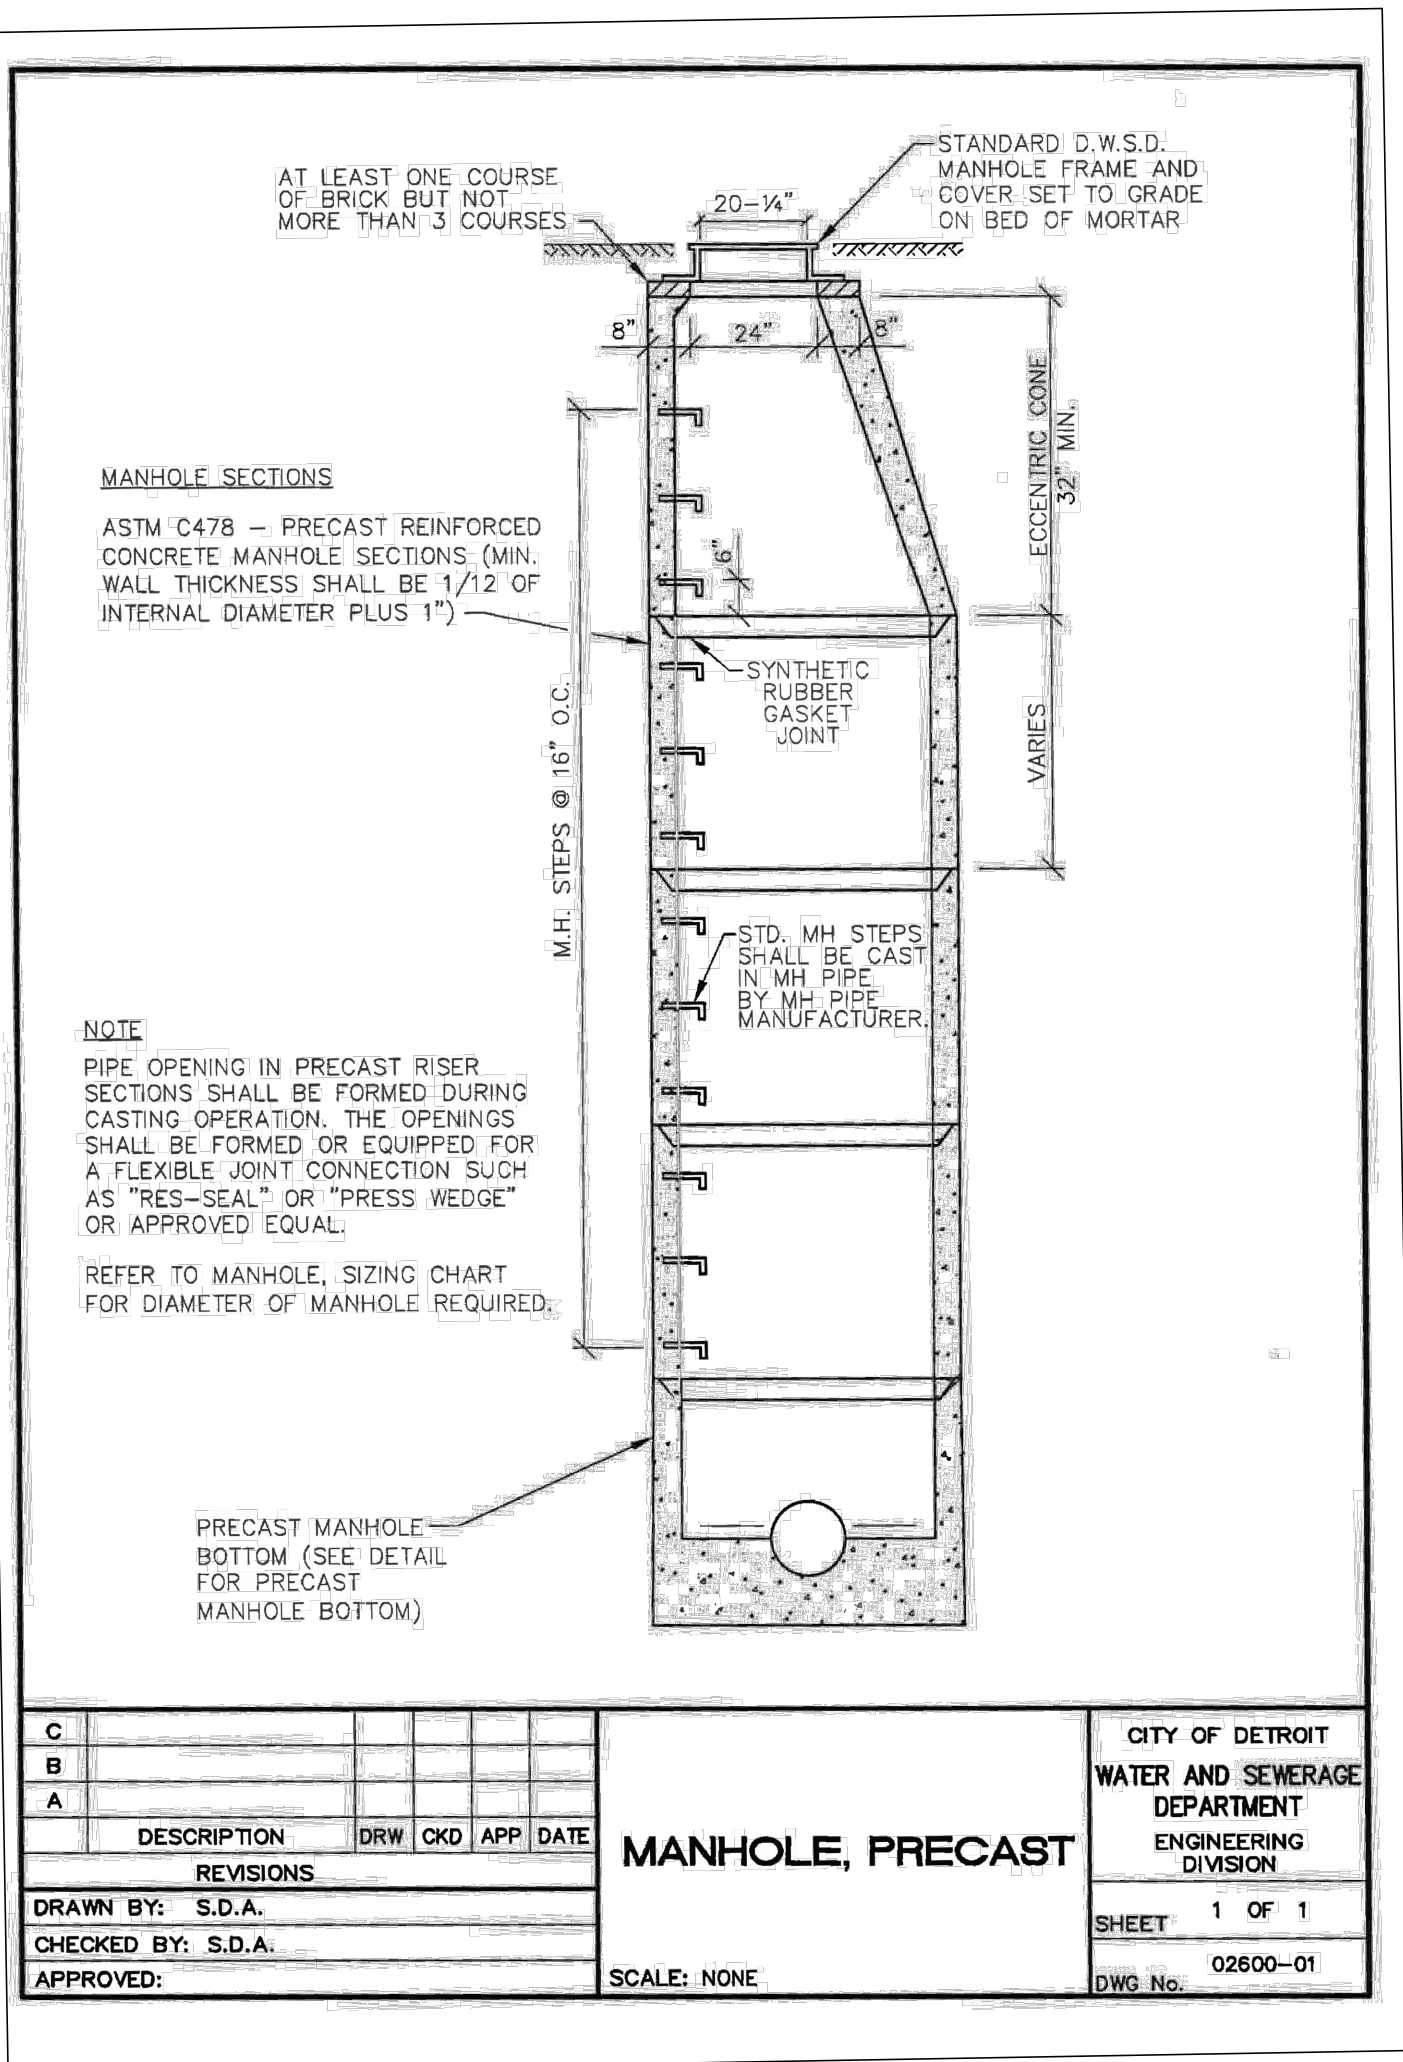 AT LEAST ONE COURSE
OF BRICK BUT NOT
MORE THAN 3 COURSES
STANDARD D.W.S.D.
MANHOLE FRAME AND
COVER SET TO GRADE
ON BED OF MORTAR
20-1/4"
8"
24"
8"
ECCENTRIC CONE
32" MIN.
MANHOLE SECTIONS
ASTM C478 – PRECAST REINFORCED
CONCRETE MANHOLE SECTIONS (MIN.
WALL THICKNESS SHALL BE 1/12 OF
INTERNAL DIAMETER PLUS 1")
6"
SYNTHETIC
RUBBER
GASKET
JOINT
VARIES
M.H. STEPS @ 16" O.C.
STD. MH STEPS
SHALL BE CAST
IN MH PIPE
BY MH PIPE
MANUFACTURER.
NOTE
PIPE OPENING IN PRECAST RISER
SECTIONS SHALL BE FORMED DURING
CASTING OPERATION. THE OPENINGS
SHALL BE FORMED OR EQUIPPED FOR
A FLEXIBLE JOINT CONNECTION SUCH
AS "RES-SEAL" OR "PRESS WEDGE"
OR APPROVED EQUAL.
REFER TO MANHOLE, SIZING CHART
FOR DIAMETER OF MANHOLE REQUIRED.
PRECAST MANHOLE
BOTTOM (SEE DETAIL
FOR PRECAST
MANHOLE BOTTOM)
C
B
A
DESCRIPTION DRW CKD APP DATE
REVISIONS
DRAWN BY: S.D.A.
CHECKED BY: S.D.A.
APPROVED:
MANHOLE, PRECAST
SCALE: NONE
CITY OF DETROIT
WATER AND SEWERAGE
DEPARTMENT
ENGINEERING
DIVISION
SHEET 1 OF 1
DWG No. 02600-01